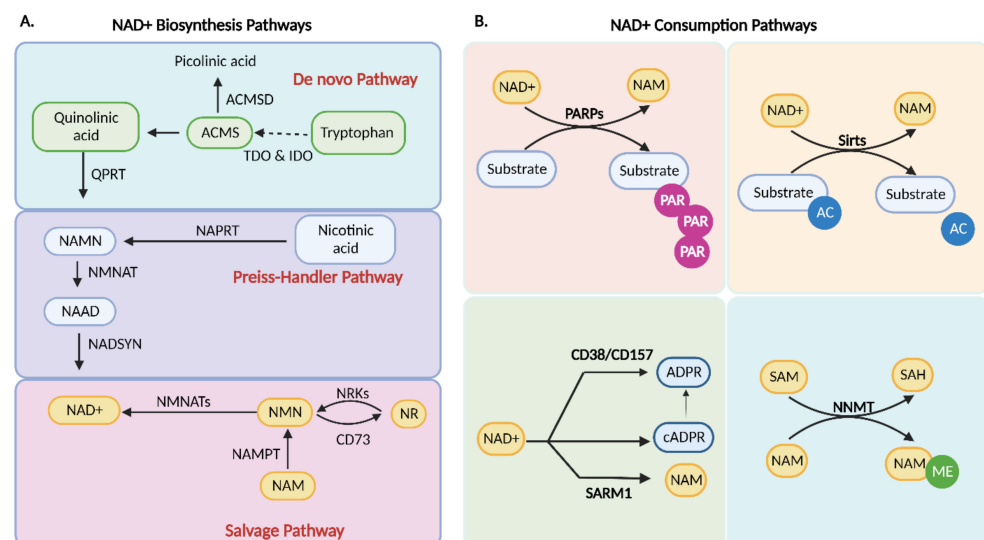 A.
NAD+ Biosynthesis Pathways
Picolinic acid
De novo Pathway
ACMSD
Quinolinic
acid
ACMS
Tryptophan
TDO & IDO
QPRT
NAMN
NAPRT
Nicotinic
acid
NMNAT
Preiss-Handler Pathway
NAAD
NADSYN
NAD+
NMNATs
NMN
NRKs
NR
CD73
NAMPT
NAM
Salvage Pathway
B.
NAD+ Consumption Pathways
NAD+
NAM
PARPs
Substrate
Substrate
PAR
PAR
PAR
NAD+
NAM
Sirts
Substrate
AC
Substrate
AC
CD38/CD157
ADPR
NAD+
cADPR
NAM
SARM1
SAM
SAH
NNMT
NAM
NAM
ME